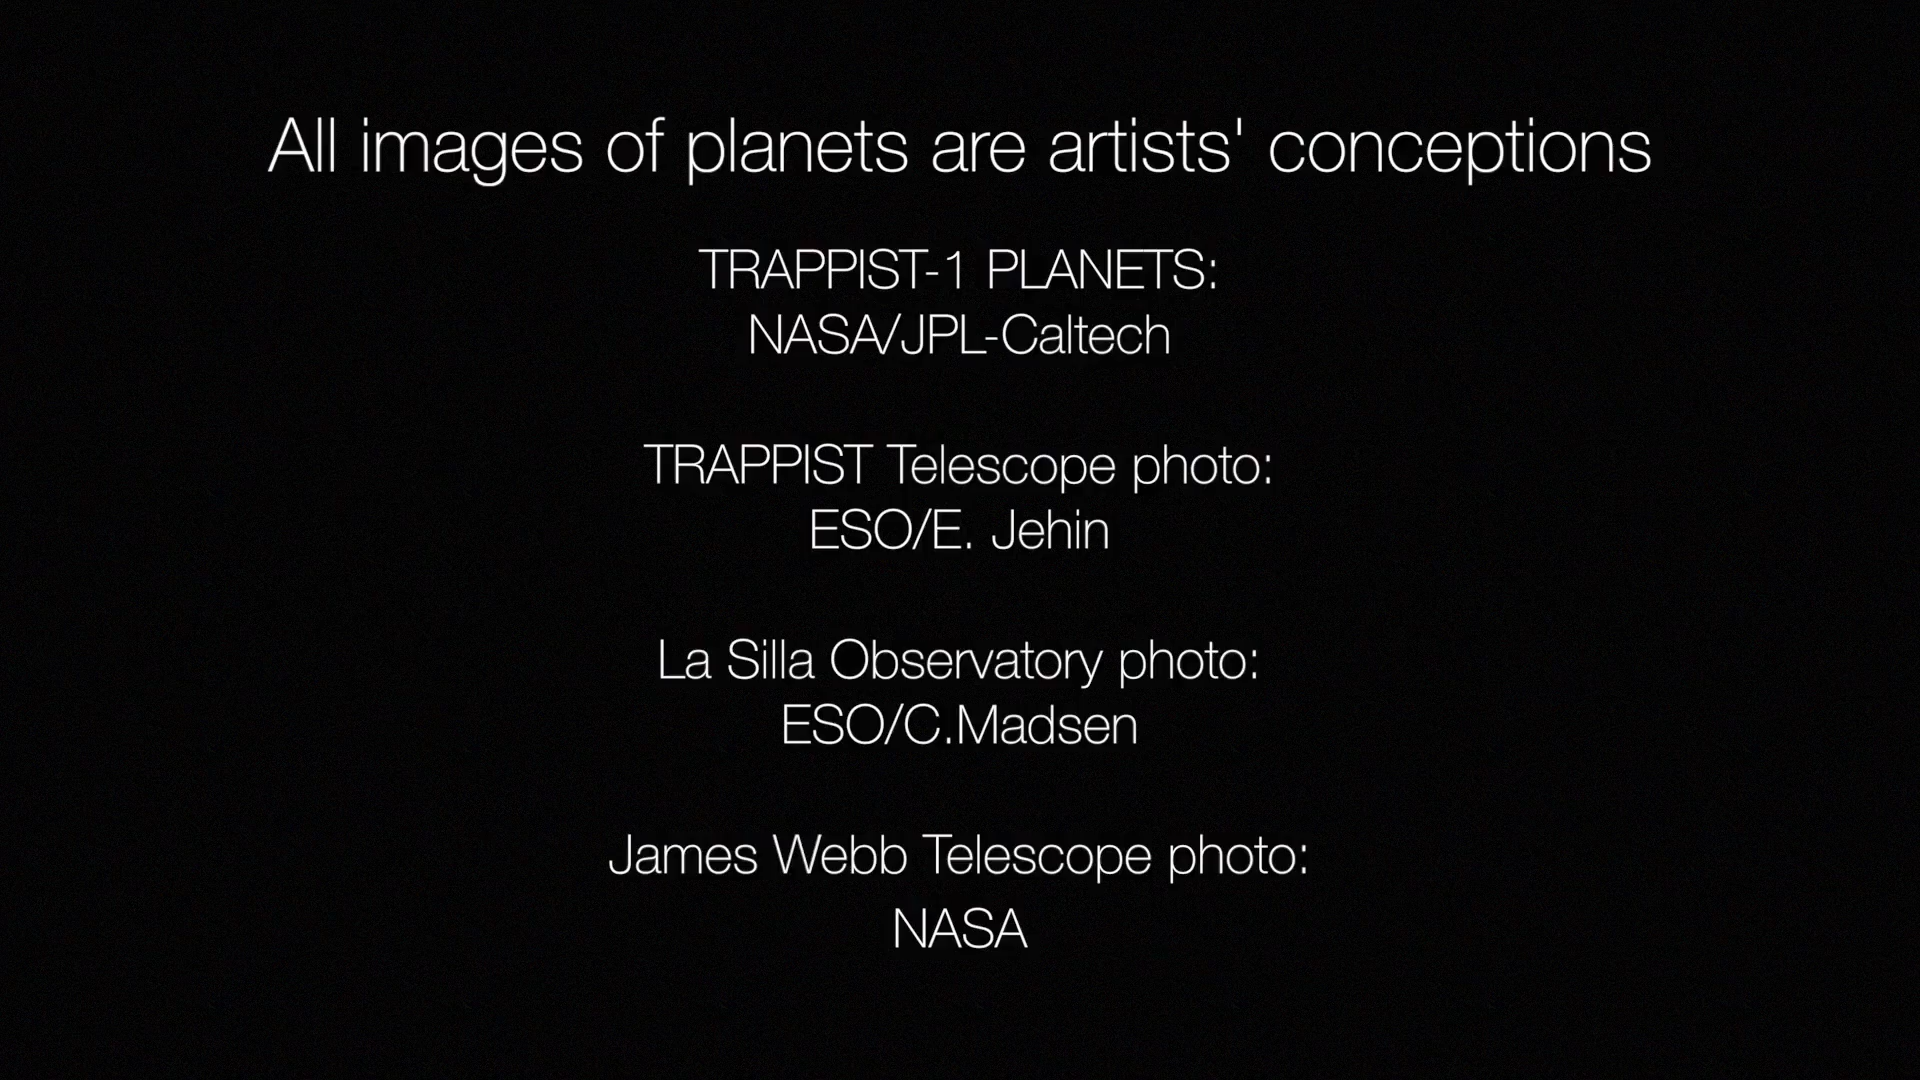 All images of planets are artists' conceptions
TRAPPIST-1 PLANETS:
NASA/JPL-Caltech
TRAPPIST Telescope photo:
ESO/E. Jehin
La Silla Observatory photo:
ESO/C.Madsen
James Webb Telescope photo:
NASA